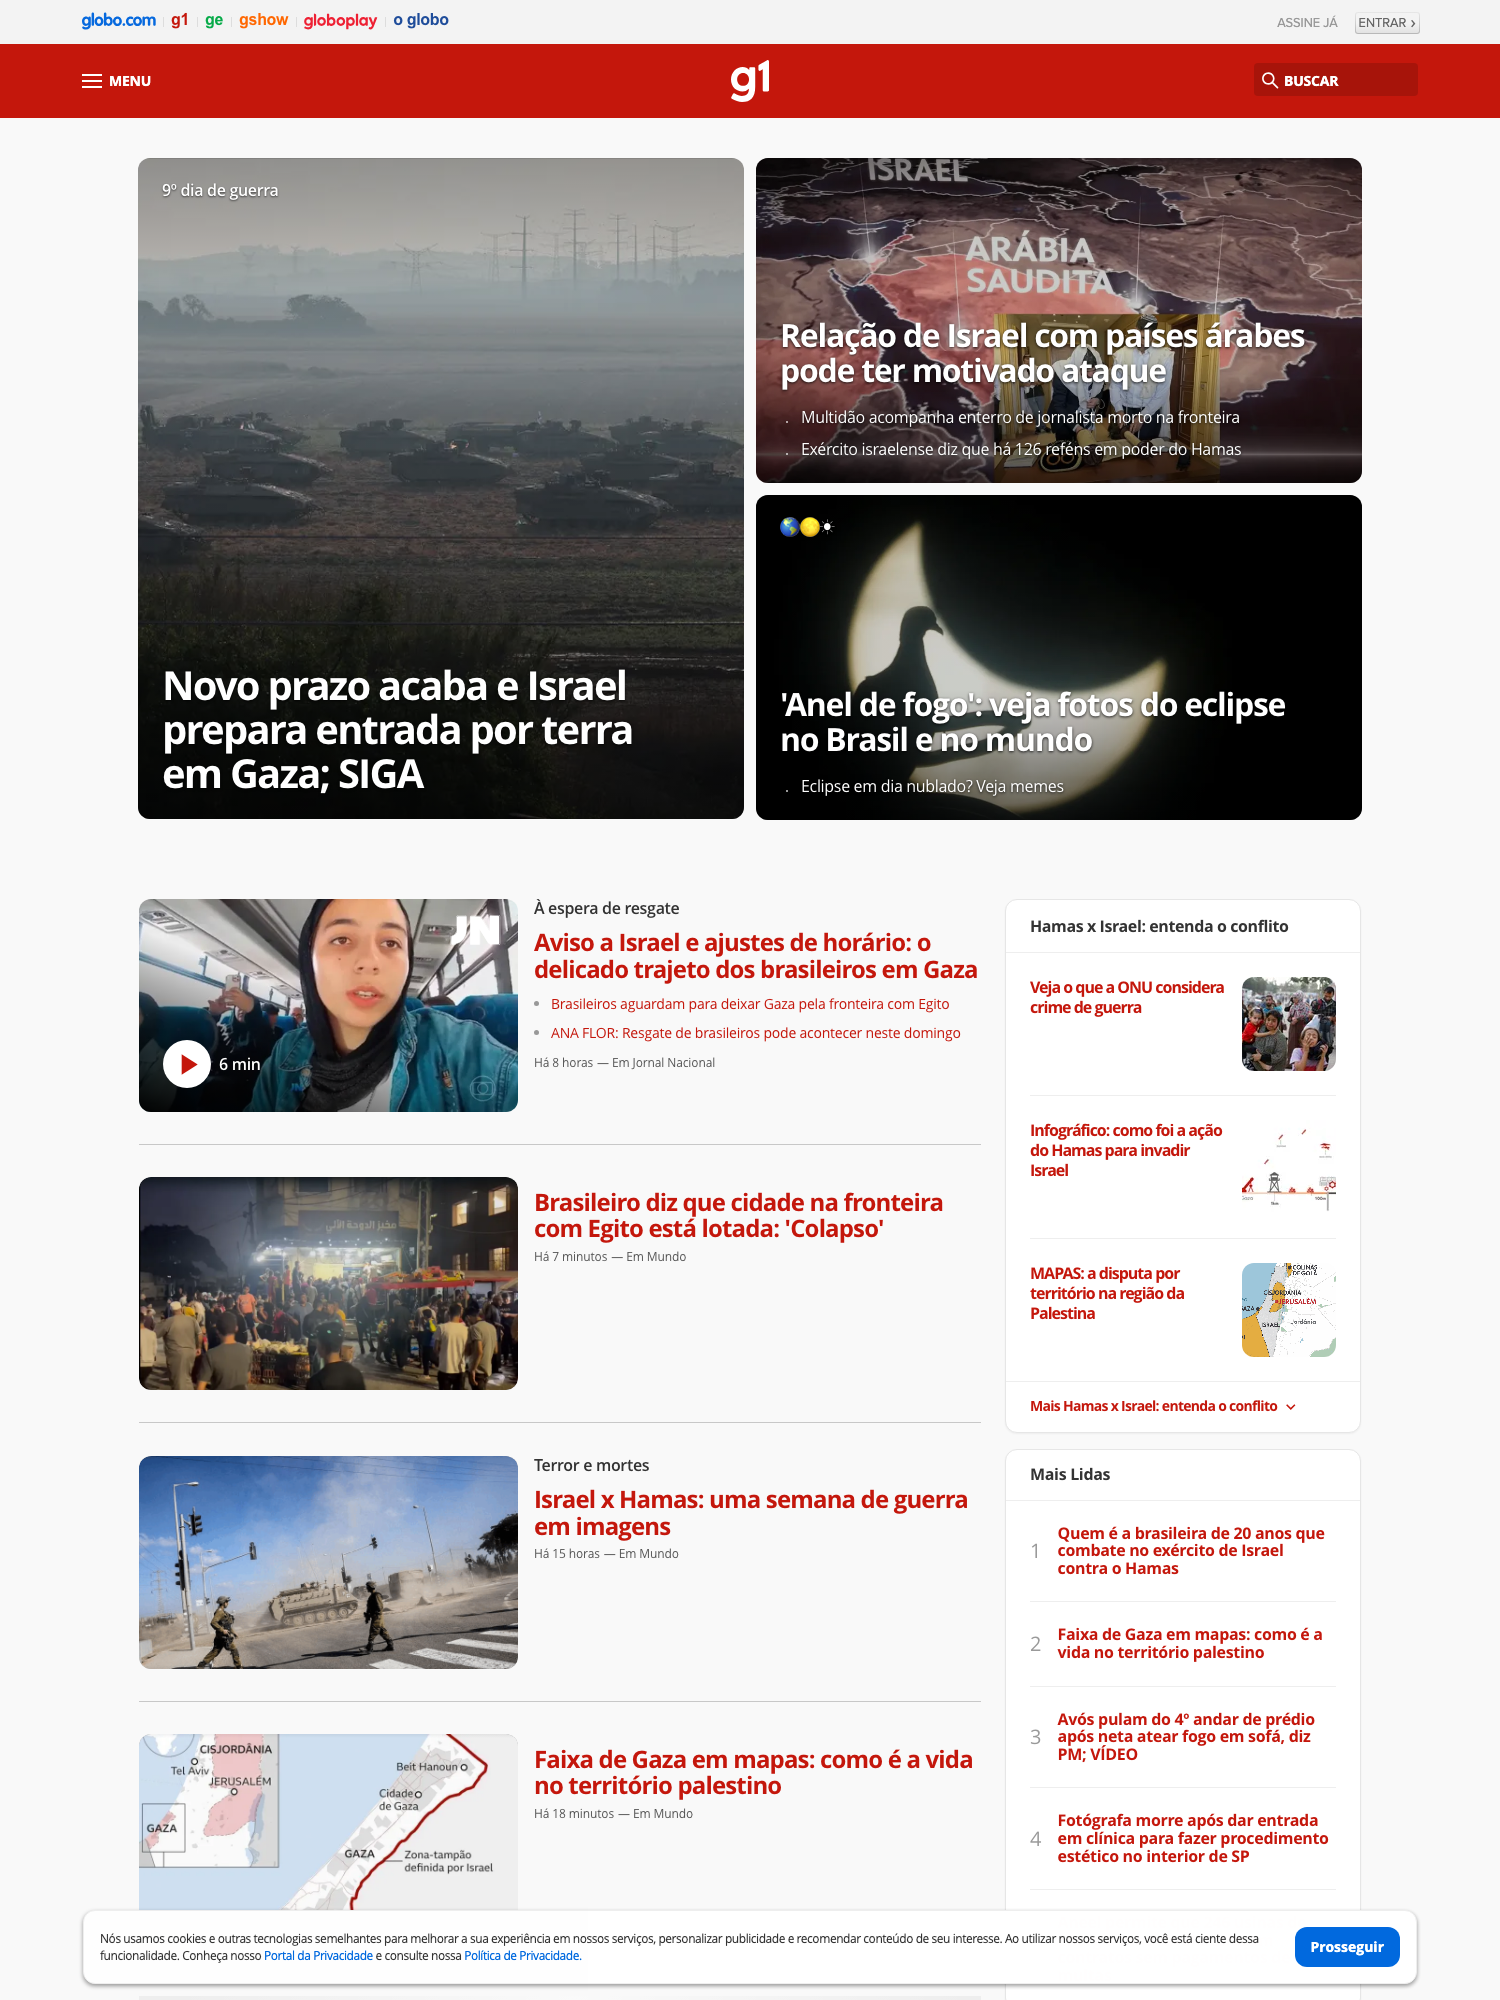 globo.com g1 ge gshow globoplay o globo
ASSINE JÁ ENTRAR ›
MENU
g1
BUSCAR
9º dia de guerra
Novo prazo acaba e Israel
prepara entrada por terra
em Gaza; SIGA
ISRAEL
ARÁBIA
SAUDITA
Relação de Israel com países árabes
pode ter motivado ataque
. Multidão acompanha enterro de jornalista morto na fronteira
. Exército israelense diz que há 126 reféns em poder do Hamas
'Anel de fogo': veja fotos do eclipse
no Brasil e no mundo
. Eclipse em dia nublado? Veja memes
JN
6 min
À espera de resgate
Aviso a Israel e ajustes de horário: o
delicado trajeto dos brasileiros em Gaza
• Brasileiros aguardam para deixar Gaza pela fronteira com Egito
• ANA FLOR: Resgate de brasileiros pode acontecer neste domingo
Há 8 horas — Em Jornal Nacional
مخبز الدوحة الآلي
Brasileiro diz que cidade na fronteira
com Egito está lotada: 'Colapso'
Há 7 minutos — Em Mundo
Terror e mortes
Israel x Hamas: uma semana de guerra
em imagens
Há 15 horas — Em Mundo
CISJORDÂNIA
Tel Aviv
JERUSALÉM
GAZA
Beit Hanoun
Cidade
de Gaza
GAZA
Zona-tampão
definida por Israel
Faixa de Gaza em mapas: como é a vida
no território palestino
Há 18 minutos — Em Mundo
Hamas x Israel: entenda o conflito
Veja o que a ONU considera
crime de guerra
Infográfico: como foi a ação
do Hamas para invadir
Israel
MAPAS: a disputa por
território na região da
Palestina
COLINAS
DE GOLÃ
CISJORDÂNIA
JERUSALÉM
GAZA
ISRAEL
Jordânia
Mais Hamas x Israel: entenda o conflito
Mais Lidas
1
Quem é a brasileira de 20 anos que
combate no exército de Israel
contra o Hamas
2
Faixa de Gaza em mapas: como é a
vida no território palestino
3
Avós pulam do 4º andar de prédio
após neta atear fogo em sofá, diz
PM; VÍDEO
4
Fotógrafa morre após dar entrada
em clínica para fazer procedimento
estético no interior de SP
Nós usamos cookies e outras tecnologias semelhantes para melhorar a sua experiência em nossos serviços, personalizar publicidade e recomendar conteúdo de seu interesse. Ao utilizar nossos serviços, você está ciente dessa
funcionalidade. Conheça nosso Portal da Privacidade e consulte nossa Política de Privacidade.
Prosseguir